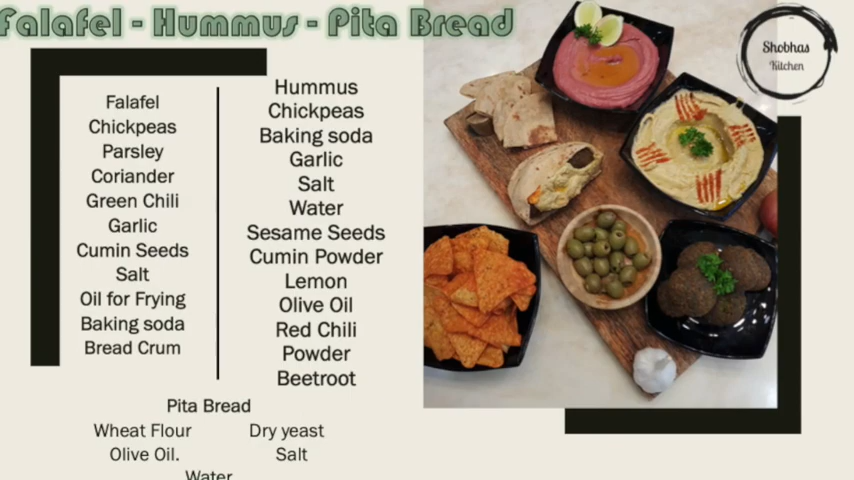 Falafel - Hummus - Pita Bread
Shobhas
Kitchen
Falafel
Chickpeas
Parsley
Coriander
Green Chili
Garlic
Cumin Seeds
Salt
Oil for Frying
Baking soda
Bread Crum
Hummus
Chickpeas
Baking soda
Garlic
Salt
Water
Sesame Seeds
Cumin Powder
Lemon
Olive Oil
Red Chili
Powder
Beetroot
Pita Bread
Wheat Flour
Dry yeast
Olive Oil.
Salt
Water